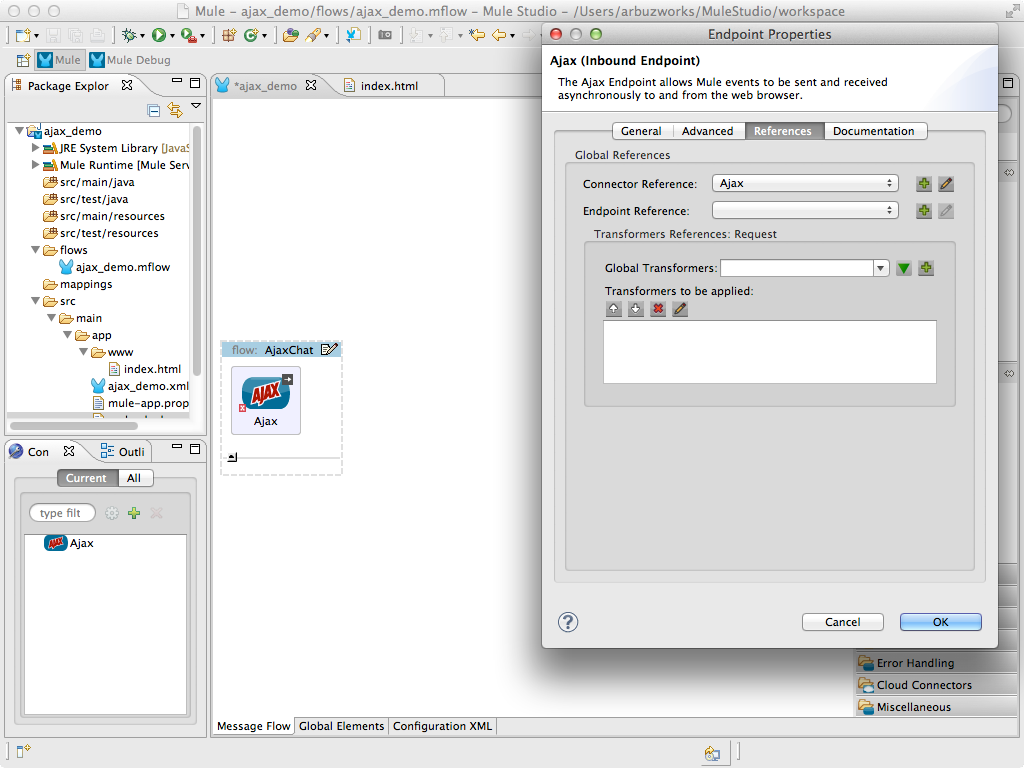 Mule – ajax_demo/flows/ajax_demo.mflow – Mule Studio – /Users/arbuzworks/MuleStudio/workspace
Mule
Mule Debug
Package Explor
ajax_demo
JRE System Library [JavaS
Mule Runtime [Mule Serv
src/main/java
src/test/java
src/main/resources
src/test/resources
flows
ajax_demo.mflow
mappings
src
main
app
www
index.html
ajax_demo.xml
mule-app.prop
Con
Outli
Current
All
type filt
Ajax
*ajax_demo
index.html
flow: AjaxChat
AJAX
Ajax
Message Flow
Global Elements
Configuration XML
Endpoint Properties
Ajax (Inbound Endpoint)
The Ajax Endpoint allows Mule events to be sent and received
asynchronously to and from the web browser.
General
Advanced
References
Documentation
Global References
Connector Reference:
Ajax
Endpoint Reference:
Transformers References: Request
Global Transformers:
Transformers to be applied:
?
Cancel
OK
Error Handling
Cloud Connectors
Miscellaneous